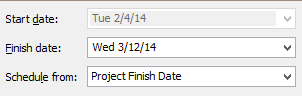 Start date: Tue 2/4/14
Finish date: Wed 3/12/14
Schedule from: Project Finish Date